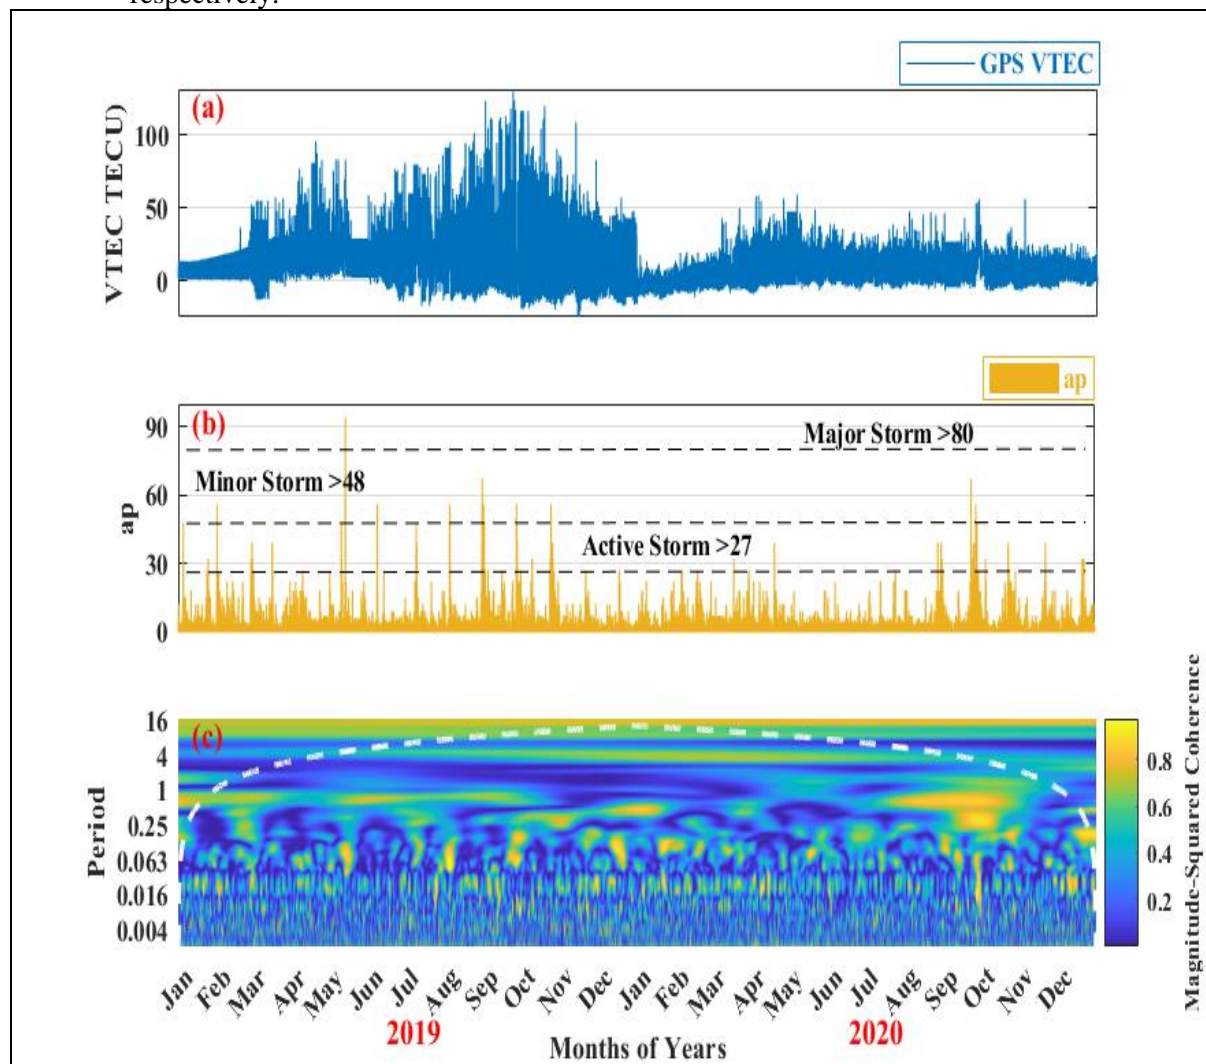 respectively.
GPS VTEC
(a)
VTEC TECU)
100
50
0
ap
(b)
90
60
30
0
ap
Major Storm >80
Minor Storm >48
Active Storm >27
(c)
16
4
1
0.25
0.063
0.016
0.004
Period
0.8
0.6
0.4
0.2
Magnitude-Squared Coherence
Jan Feb Mar Apr May Jun Jul Aug Sep Oct Nov Dec Jan Feb Mar Apr May Jun Jul Aug Sep Oct Nov Dec
2019 2020
Months of Years